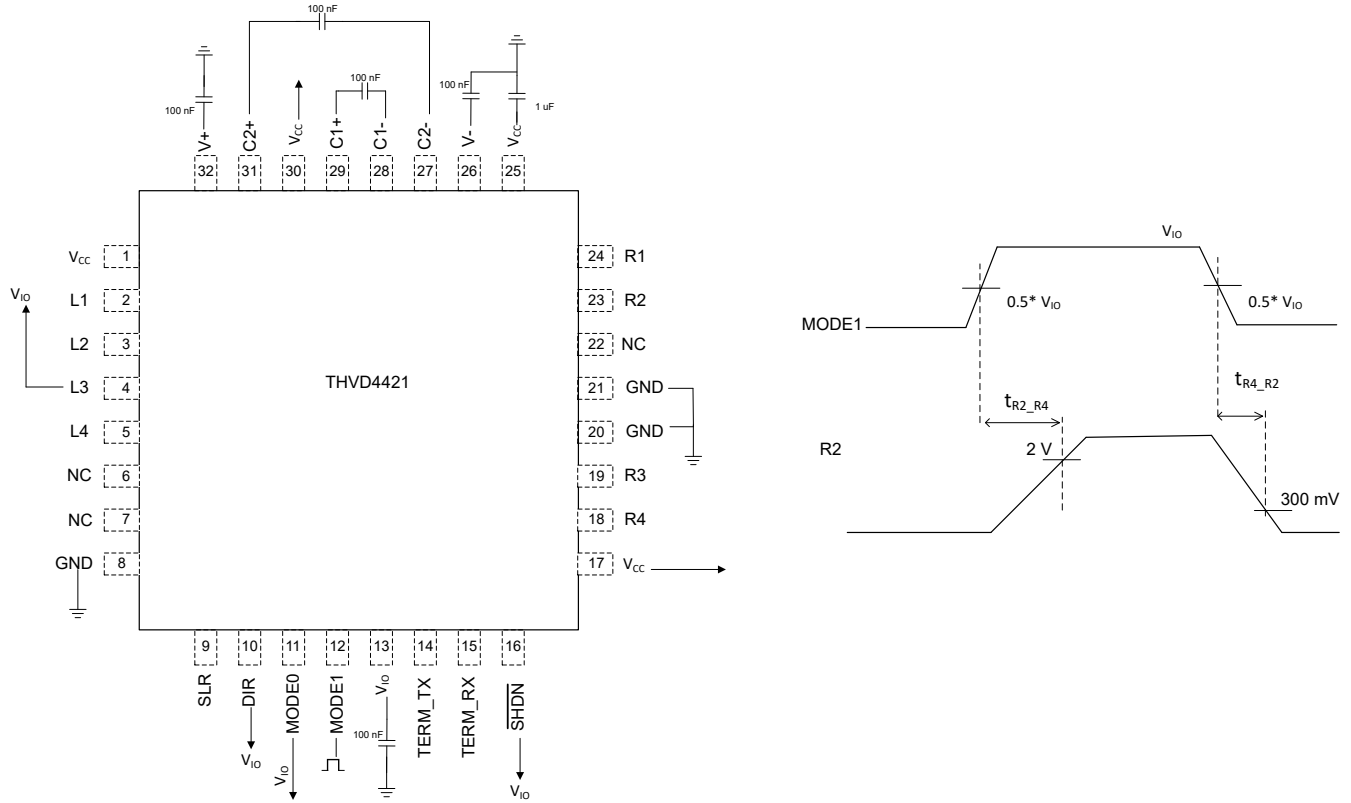 100 nF
100 nF
100 nF
100 nF
1 uF
V+
C2+
VCC
C1+
C1-
C2-
V-
VCC
32
31
30
29
28
27
26
25
VCC 1
L1 2
L2 3
VIO
L3 4
L4 5
NC 6
NC 7
GND 8
THVD4421
24 R1
23 R2
22 NC
21 GND
20 GND
19 R3
18 R4
17 VCC
9
10
11
12
13
14
15
16
SLR
DIR
MODE0
MODE1
VIO
TERM_TX
TERM_RX
SHDN
100 nF
VIO
VIO
VIO
VIO
0.5* VIO
0.5* VIO
MODE1
tR2_R4
tR4_R2
R2
2 V
300 mV